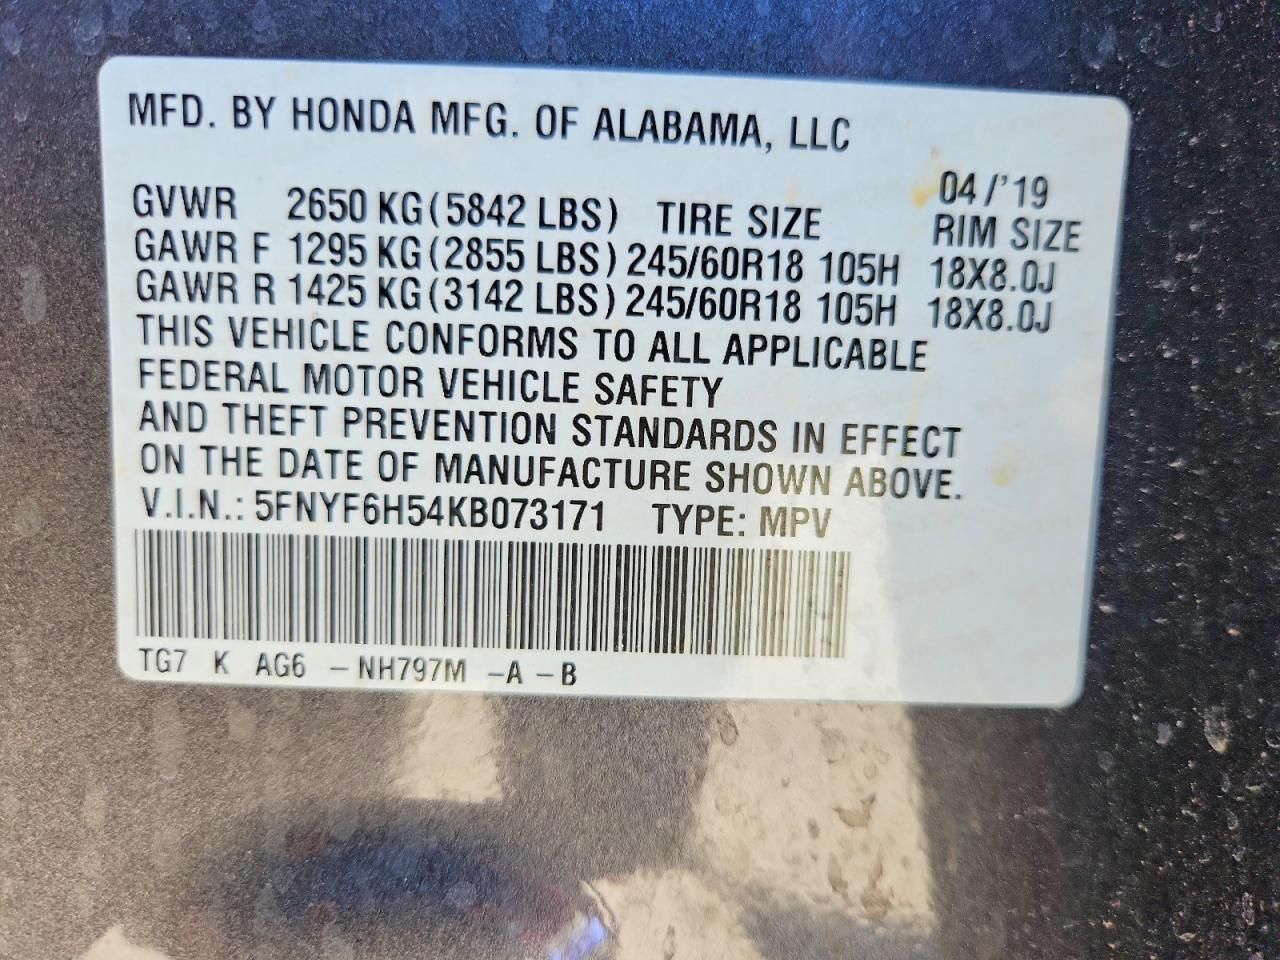 MFD. BY HONDA MFG. OF ALABAMA, LLC
04/'19
GVWR 2650 KG(5842 LBS) TIRE SIZE RIM SIZE
GAWR F 1295 KG(2855 LBS) 245/60R18 105H 18X8.0J
GAWR R 1425 KG(3142 LBS) 245/60R18 105H 18X8.0J
THIS VEHICLE CONFORMS TO ALL APPLICABLE
FEDERAL MOTOR VEHICLE SAFETY
AND THEFT PREVENTION STANDARDS IN EFFECT
ON THE DATE OF MANUFACTURE SHOWN ABOVE.
V.I.N.: 5FNYF6H54KB073171 TYPE: MPV
TG7 K AG6 -NH797M -A -B